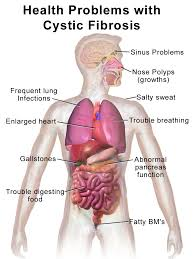 Health Problems with
Cystic Fibrosis
Sinus Problems
Nose Polyps
(growths)
Frequent lung
Infections
Salty sweat
Enlarged heart
Trouble breathing
Gallstones
Abnormal
pancreas
function
Trouble digesting
food
Fatty BM's